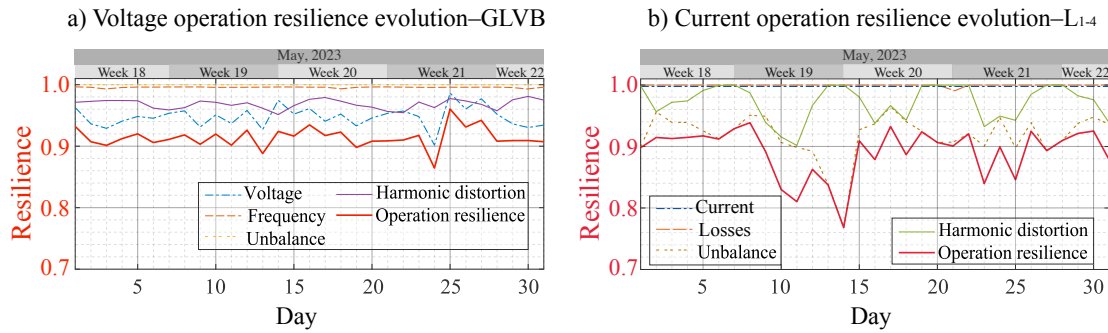 a) Voltage operation resilience evolution–GLVB
May, 2023
Week 18 Week 19 Week 20 Week 21 Week 22
1.0
0.9
0.8
0.7
Resilience
Voltage
Frequency
Unbalance
Harmonic distortion
Operation resilience
5 10 15 20 25 30
Day
b) Current operation resilience evolution–L1-4
May, 2023
Week 18 Week 19 Week 20 Week 21 Week 22
1.0
0.9
0.8
0.7
Resilience
Current
Losses
Unbalance
Harmonic distortion
Operation resilience
5 10 15 20 25 30
Day